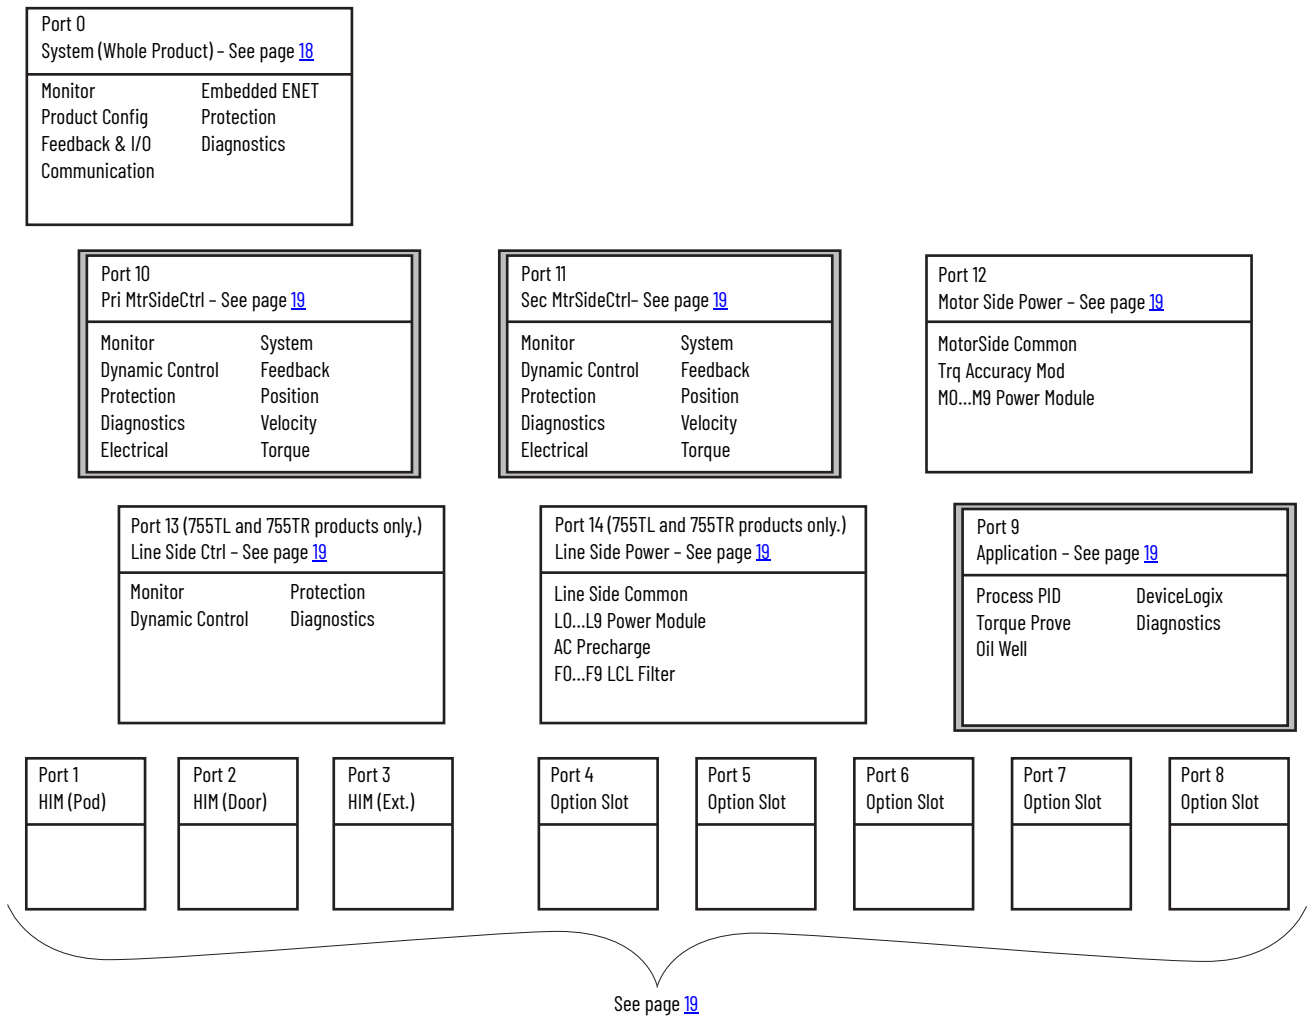 Port 0
System (Whole Product) – See page 18
Monitor
Product Config
Feedback & I/O
Communication
Embedded ENET
Protection
Diagnostics
Port 10
Pri MtrSideCtrl – See page 19
Monitor
Dynamic Control
Protection
Diagnostics
Electrical
System
Feedback
Position
Velocity
Torque
Port 11
Sec MtrSideCtrl– See page 19
Monitor
Dynamic Control
Protection
Diagnostics
Electrical
System
Feedback
Position
Velocity
Torque
Port 12
Motor Side Power – See page 19
MotorSide Common
Trq Accuracy Mod
M0...M9 Power Module
Port 13 (755TL and 755TR products only.)
Line Side Ctrl – See page 19
Monitor
Dynamic Control
Protection
Diagnostics
Port 14 (755TL and 755TR products only.)
Line Side Power – See page 19
Line Side Common
L0...L9 Power Module
AC Precharge
F0...F9 LCL Filter
Port 9
Application – See page 19
Process PID
Torque Prove
Oil Well
DeviceLogix
Diagnostics
Port 1
HIM (Pod)
Port 2
HIM (Door)
Port 3
HIM (Ext.)
Port 4
Option Slot
Port 5
Option Slot
Port 6
Option Slot
Port 7
Option Slot
Port 8
Option Slot
See page 19